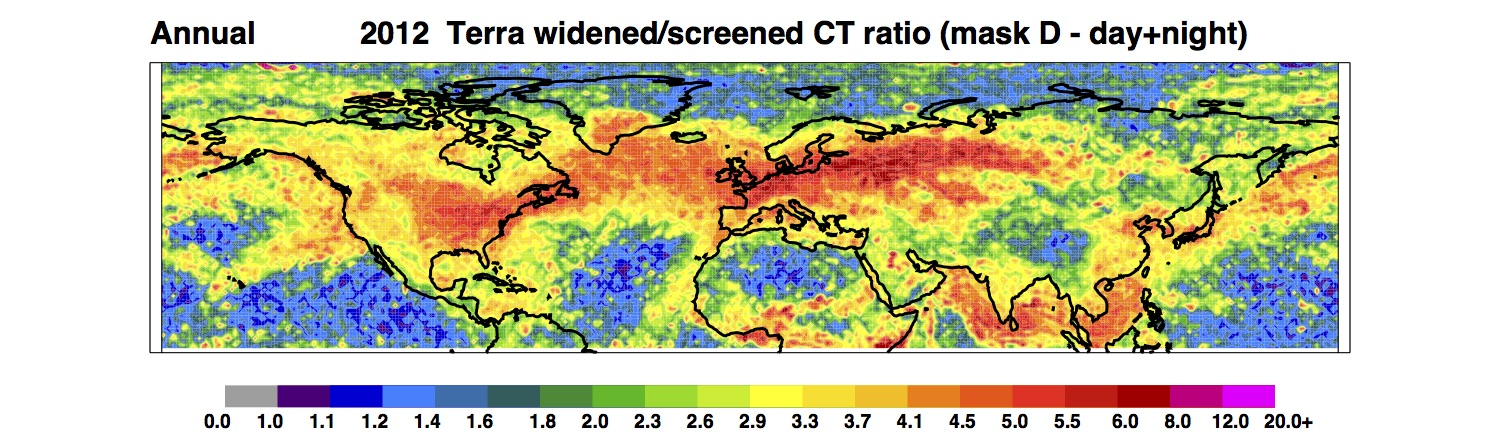 Annual 2012 Terra widened/screened CT ratio (mask D - day+night)
0.0 1.0 1.1 1.2 1.4 1.6 1.8 2.0 2.3 2.6 2.9 3.3 3.7 4.1 4.5 5.0 5.5 6.0 8.0 12.0 20.0+